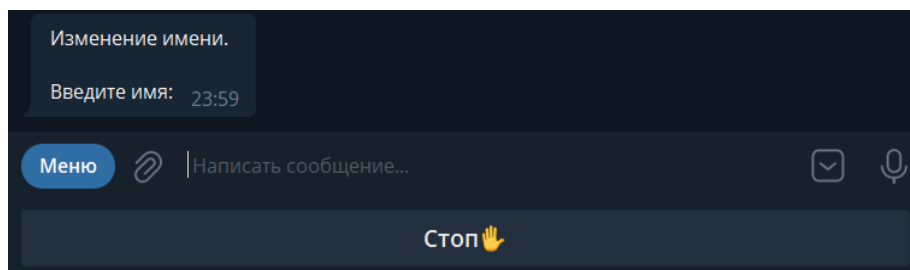 Изменение имени.
Введите имя: 23:59
Меню Написать сообщение...
Стоп🖐